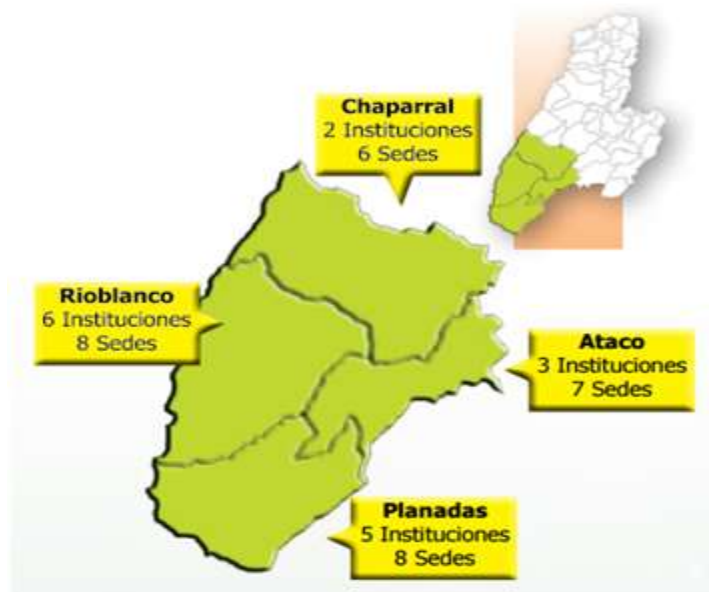 Chaparral
2 Instituciones
6 Sedes
Rioblanco
6 Instituciones
8 Sedes
Ataco
3 Instituciones
7 Sedes
Planadas
5 Instituciones
8 Sedes